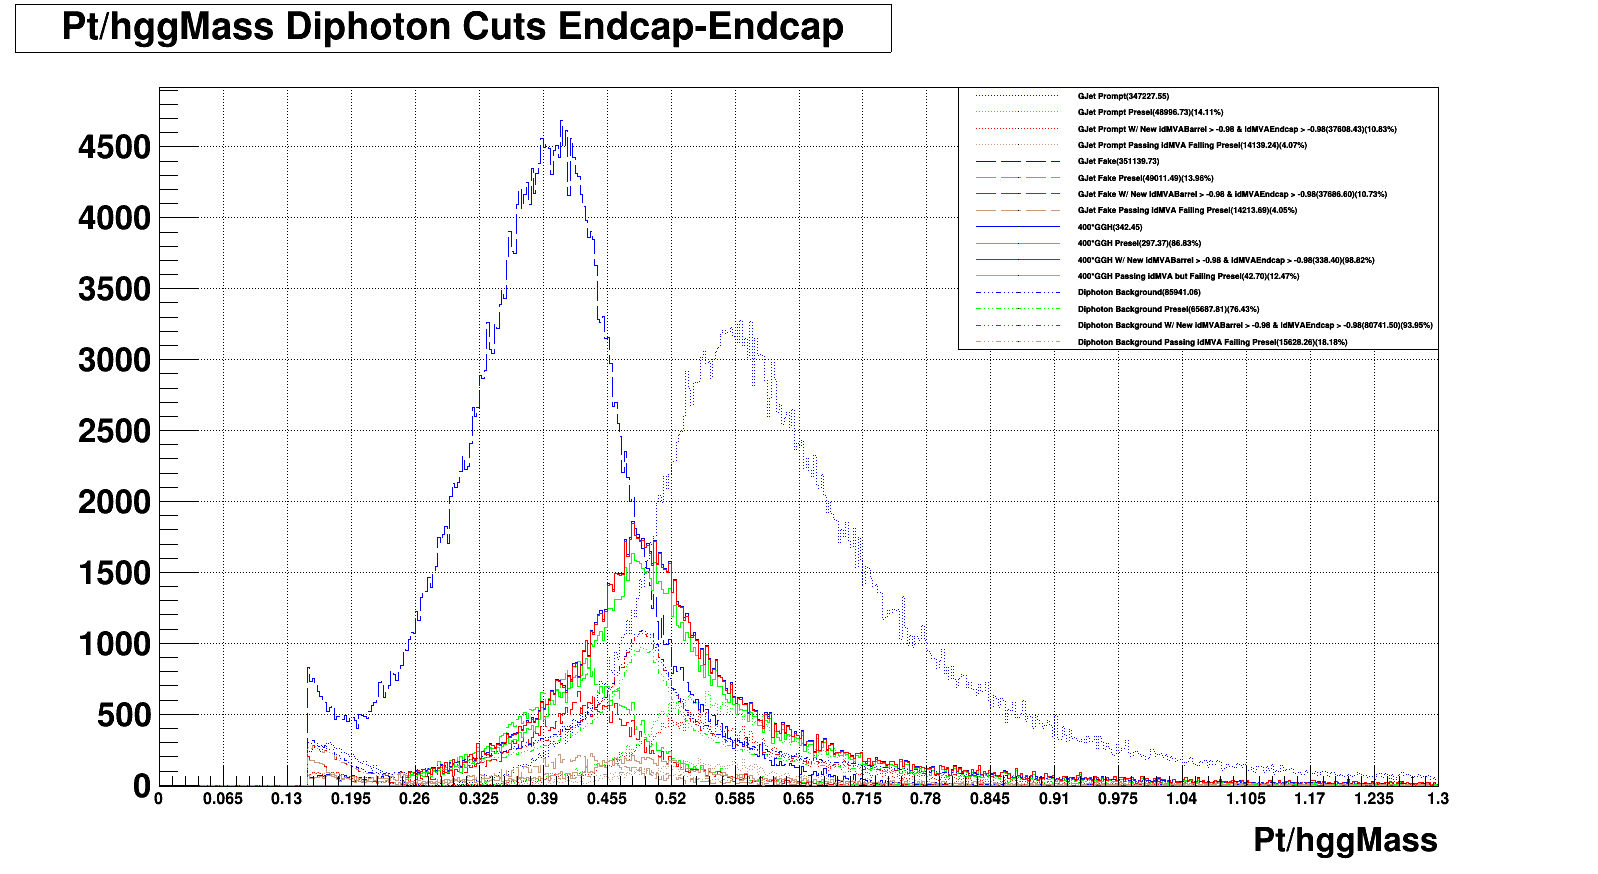 Pt/hggMass Diphoton Cuts Endcap-Endcap
GJet Prompt(347227.55)
GJet Prompt Presel(48996.73)(14.11%)
GJet Prompt W/ New idMVABarrel > -0.98 & idMVAEndcap > -0.98(37608.43)(10.83%)
GJet Prompt Passing idMVA Failing Presel(14139.24)(4.07%)
GJet Fake(351139.73)
GJet Fake Presel(49011.49)(13.96%)
GJet Fake W/ New idMVABarrel > -0.98 & idMVAEndcap > -0.98(37686.60)(10.73%)
GJet Fake Passing idMVA Failing Presel(14213.69)(4.05%)
400*GGH(342.45)
400*GGH Presel(297.37)(86.83%)
400*GGH W/ New idMVABarrel > -0.98 & idMVAEndcap > -0.98(338.40)(98.82%)
400*GGH Passing idMVA but Failing Presel(42.70)(12.47%)
Diphoton Background(85941.06)
Diphoton Background Presel(65687.81)(76.43%)
Diphoton Background W/ New idMVABarrel > -0.98 & idMVAEndcap > -0.98(80741.50)(93.95%)
Diphoton Background Passing idMVA Failing Presel(15628.26)(18.18%)
4500
4000
3500
3000
2500
2000
1500
1000
500
0
0 0.065 0.13 0.195 0.26 0.325 0.39 0.455 0.52 0.585 0.65 0.715 0.78 0.845 0.91 0.975 1.04 1.105 1.17 1.235 1.3
Pt/hggMass